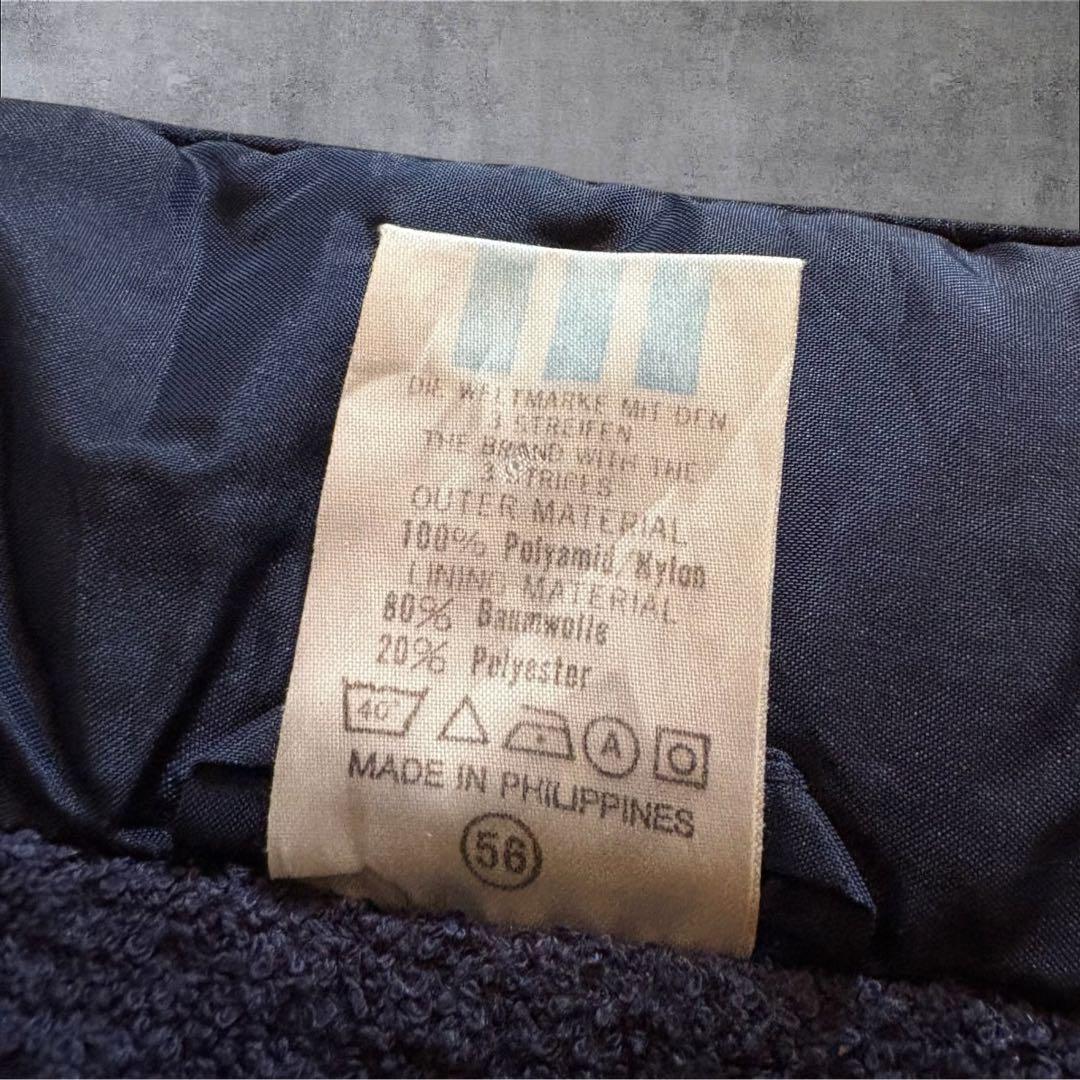 DIE WELTMARKE MIT DEN
3 STREIFEN
THE BRAND WITH THE
3 STRIPES
OUTER MATERIAL
100% Polyamid/Nylon
LINING MATERIAL
80% Baumwolle
20% Polyester
40° A
MADE IN PHILIPPINES
56